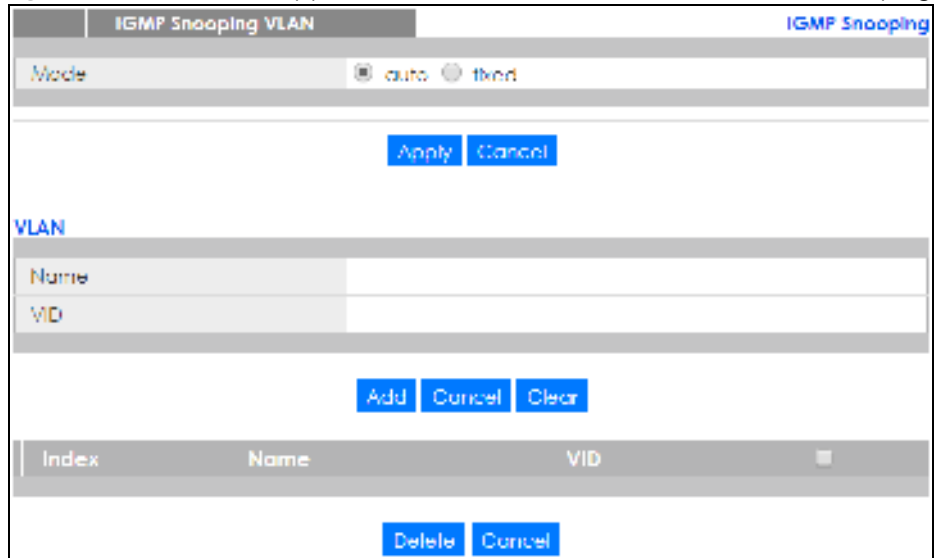 IGMP Snooping VLAN IGMP Snooping
Mode auto fixed
Apply Cancel
VLAN
Name
VID
Add Cancel Clear
Index Name VID
Delete Cancel